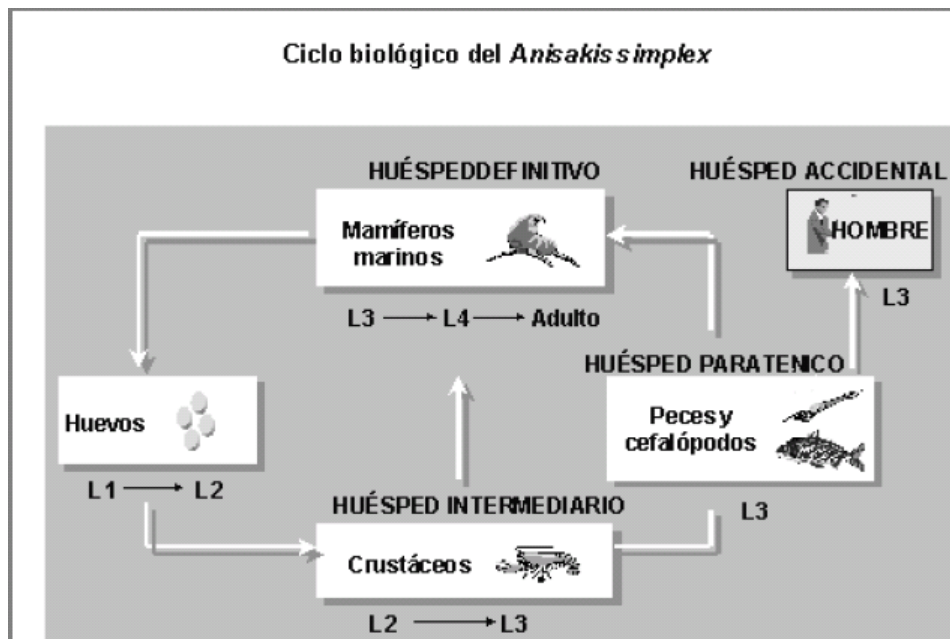 Ciclo biológico del Anisakis simplex
HUÉSPEDDEFINITIVO
HUÉSPED ACCIDENTAL
Mamíferos
marinos
HOMBRE
L3
L3 → L4 → Adulto
HUÉSPED PARATENICO
Huevos
Peces y
cefalópodos
L1 → L2
HUÉSPED INTERMEDIARIO
L3
Crustáceos
L2 → L3